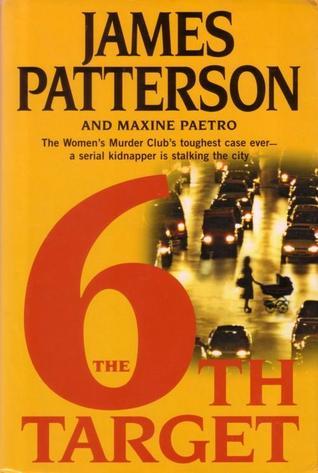 JAMES
PATTERSON
AND MAXINE PAETRO
The Women's Murder Club's toughest case ever—
a serial kidnapper is stalking the city
THE
6TH
TARGET